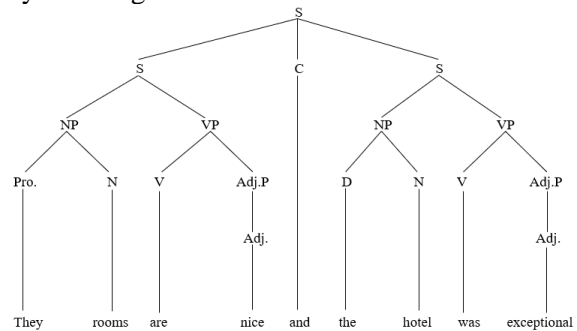 S
S C S
NP VP NP VP
Pro. N V Adj.P D N V Adj.P
Adj. Adj.
They rooms are nice and the hotel was exceptional